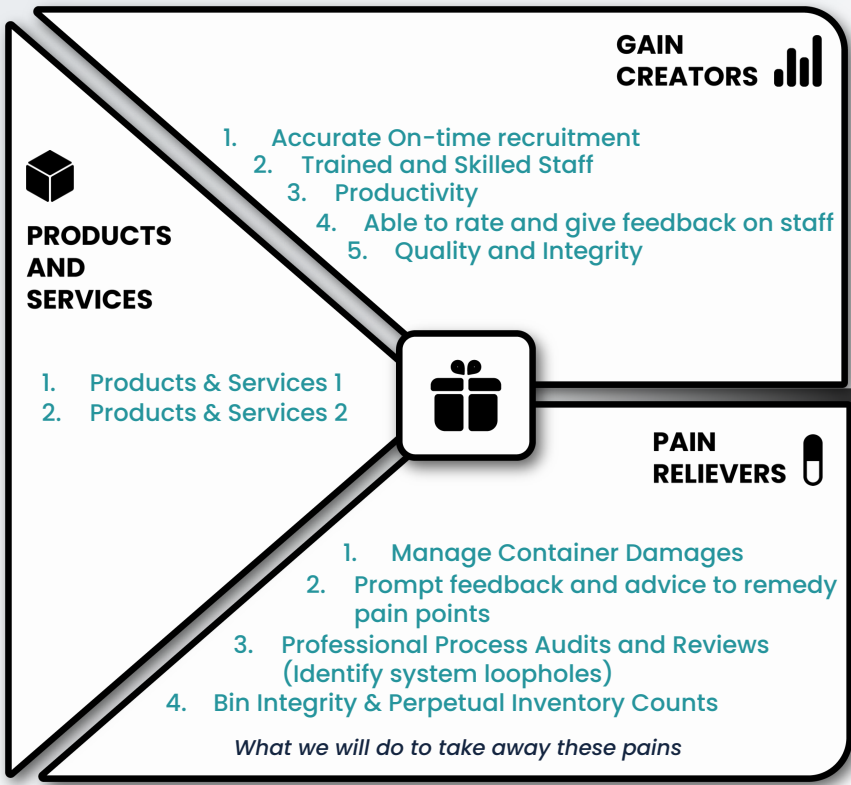 GAIN
CREATORS
1. Accurate On-time recruitment
2. Trained and Skilled Staff
3. Productivity
4. Able to rate and give feedback on staff
5. Quality and Integrity
PRODUCTS
AND
SERVICES
1. Products & Services 1
2. Products & Services 2
PAIN
RELIEVERS
1. Manage Container Damages
2. Prompt feedback and advice to remedy
pain points
3. Professional Process Audits and Reviews
(Identify system loopholes)
4. Bin Integrity & Perpetual Inventory Counts
What we will do to take away these pains